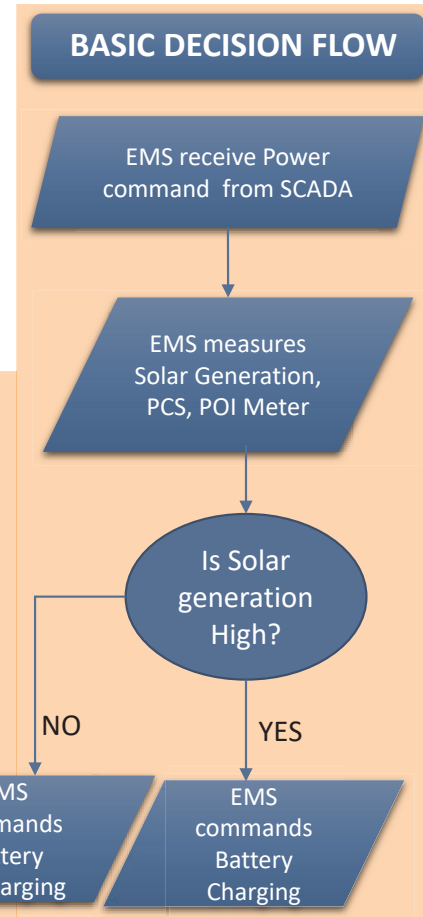 BASIC DECISION FLOW
EMS receive Power
command from SCADA
EMS measures
Solar Generation,
PCS, POI Meter
Is Solar
generation
High?
NO
YES
EMS
commands
Battery
Charging